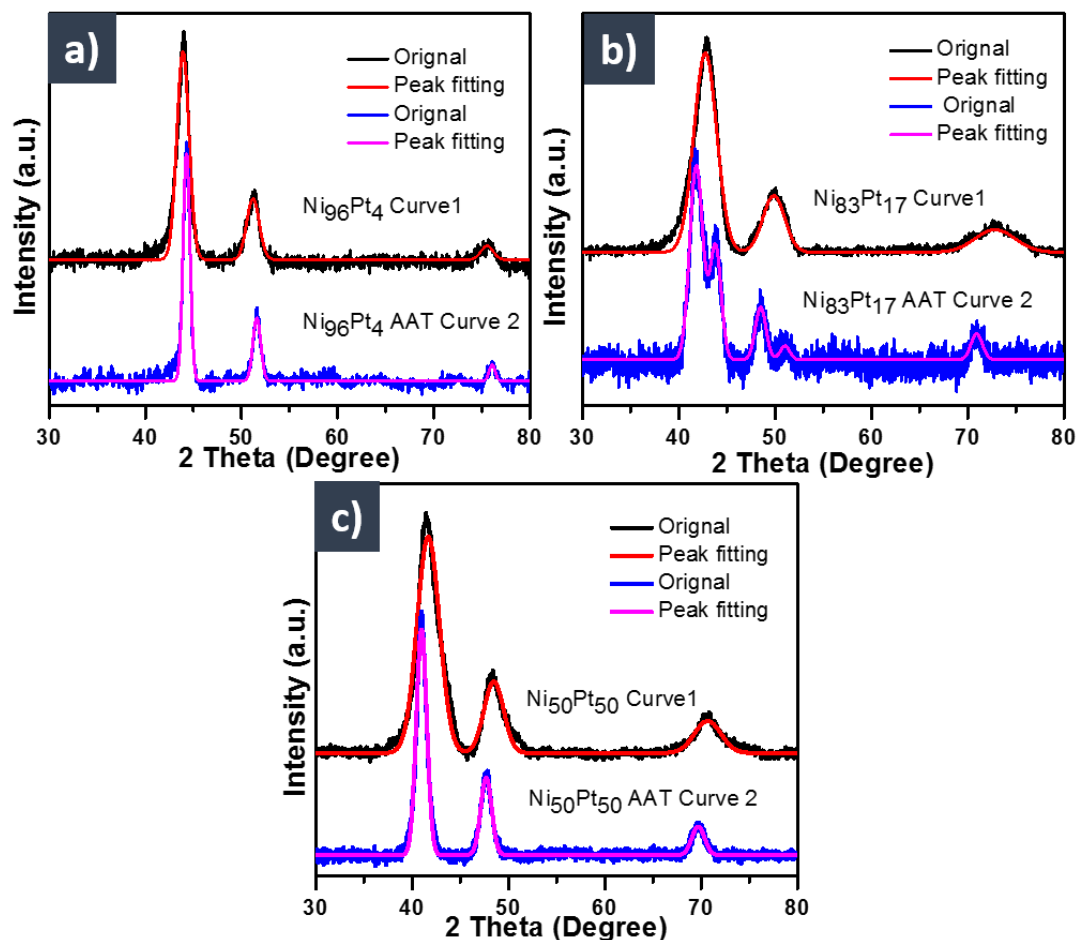 a)
Orignal
Peak fitting
Orignal
Peak fitting
Ni96Pt4 Curve1
Ni96Pt4 AAT Curve 2
Intensity (a.u.)
30 40 50 60 70 80
2 Theta (Degree)
b)
Orignal
Peak fitting
Orignal
Peak fitting
Ni83Pt17 Curve1
Ni83Pt17 AAT Curve 2
Intensity (a.u.)
30 40 50 60 70 80
2 Theta (Degree)
c)
Orignal
Peak fitting
Orignal
Peak fitting
Ni50Pt50 Curve1
Ni50Pt50 AAT Curve 2
Intensity (a.u.)
30 40 50 60 70 80
2 Theta (Degree)